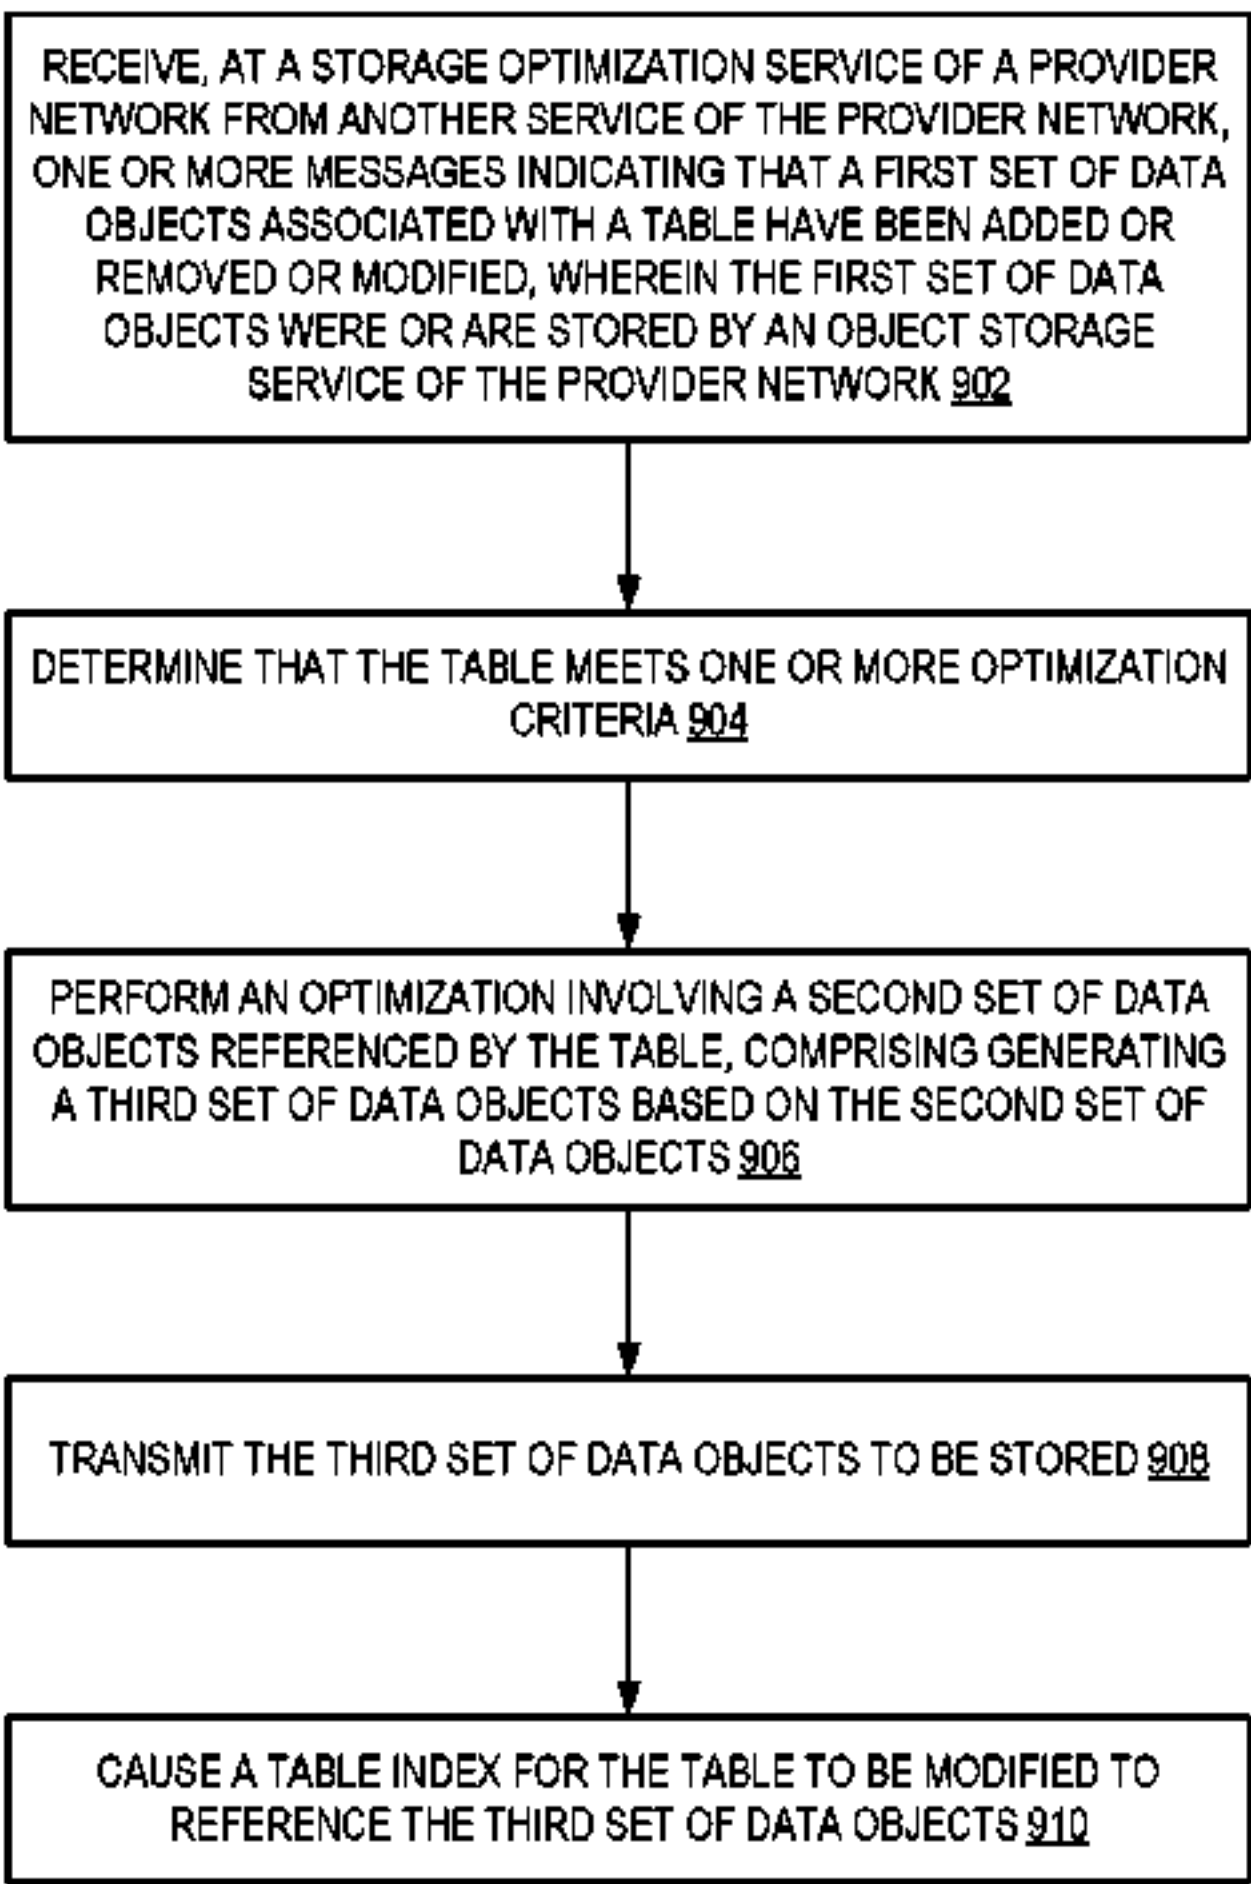 RECEIVE, AT A STORAGE OPTIMIZATION SERVICE OF A PROVIDER
NETWORK FROM ANOTHER SERVICE OF THE PROVIDER NETWORK,
ONE OR MORE MESSAGES INDICATING THAT A FIRST SET OF DATA
OBJECTS ASSOCIATED WITH A TABLE HAVE BEEN ADDED OR
REMOVED OR MODIFIED, WHEREIN THE FIRST SET OF DATA
OBJECTS WERE OR ARE STORED BY AN OBJECT STORAGE
SERVICE OF THE PROVIDER NETWORK 902
DETERMINE THAT THE TABLE MEETS ONE OR MORE OPTIMIZATION
CRITERIA 904
PERFORM AN OPTIMIZATION INVOLVING A SECOND SET OF DATA
OBJECTS REFERENCED BY THE TABLE, COMPRISING GENERATING
A THIRD SET OF DATA OBJECTS BASED ON THE SECOND SET OF
DATA OBJECTS 906
TRANSMIT THE THIRD SET OF DATA OBJECTS TO BE STORED 908
CAUSE A TABLE INDEX FOR THE TABLE TO BE MODIFIED TO
REFERENCE THE THIRD SET OF DATA OBJECTS 910